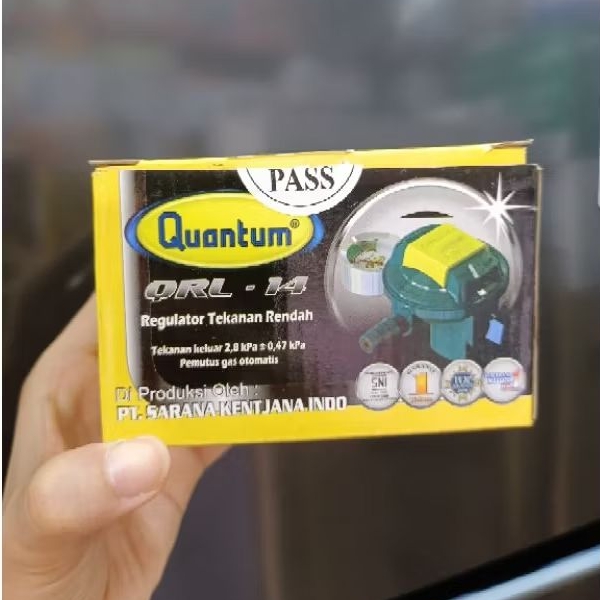 PASS
Quantum®
QRL - 14
Regulator Tekanan Rendah
Tekanan keluar 2,8 kPa ± 0,47 kPa
Pemutus gas otomatis
Di Produksi Oleh :
PT. SARANA KENTJANA INDO
SNI
1